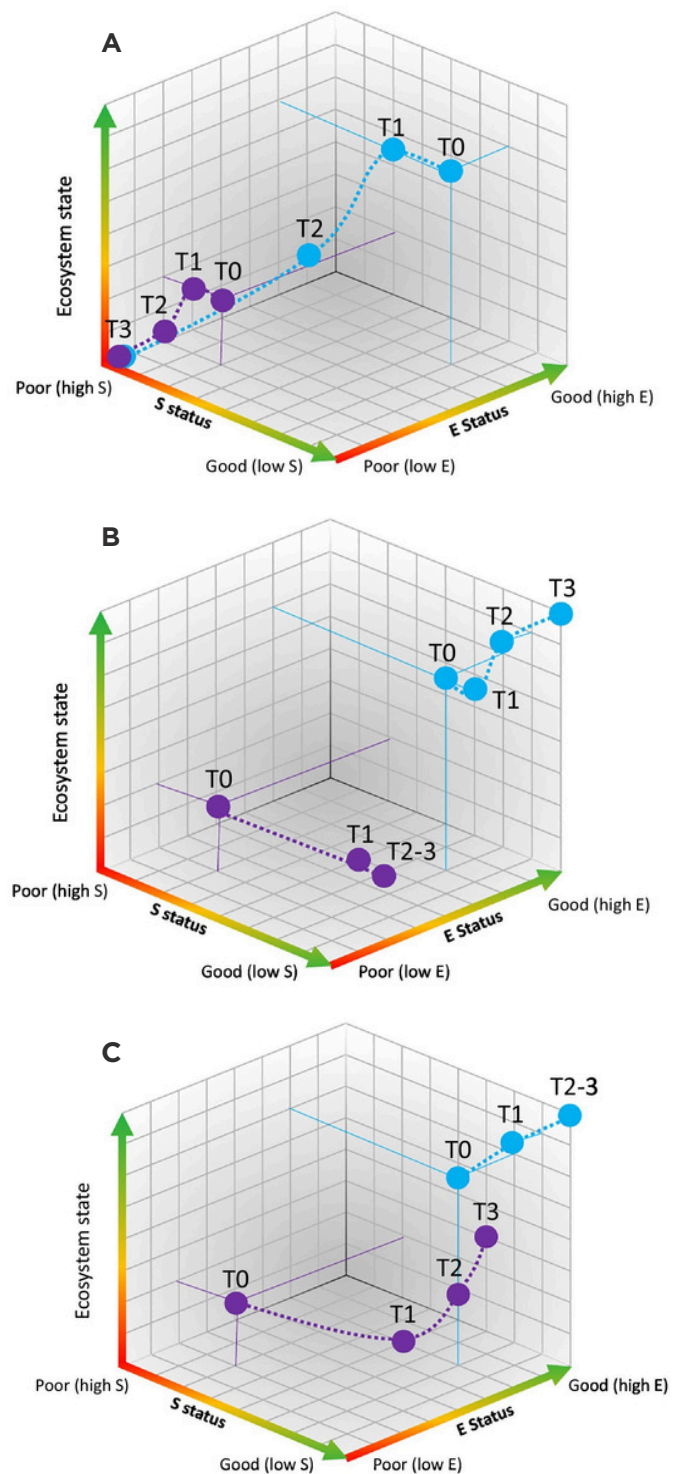 A
T1
T0
T2
T1
T0
T2
T3
Ecosystem state
Poor (high S)
S status
Good (low S)
Poor (low E)
E Status
Good (high E)
B
T3
T2
T0
T1
T0
T1
T2-3
Ecosystem state
Poor (high S)
S status
Good (low S)
Poor (low E)
E Status
Good (high E)
C
T2-3
T1
T0
T3
T0
T2
T1
Ecosystem state
Poor (high S)
S status
Good (low S)
Poor (low E)
E Status
Good (high E)